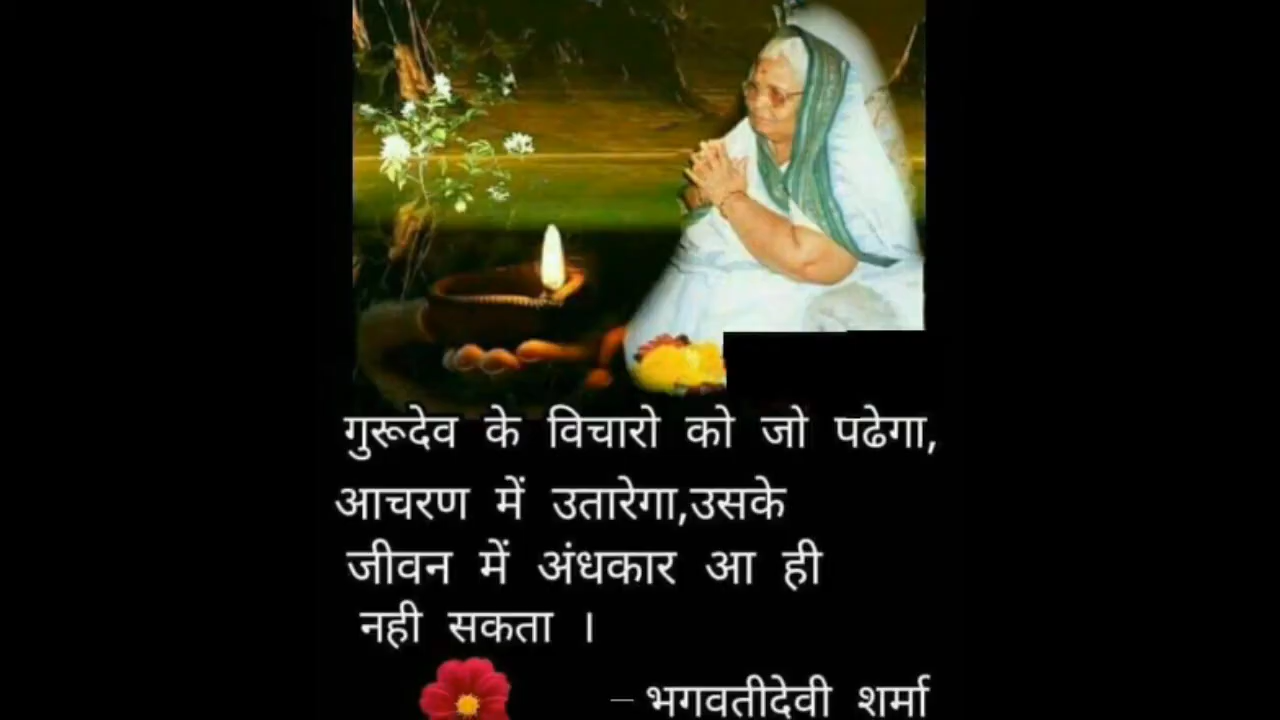 गुरूदेव के विचारो को जो पढेगा,
आचरण में उतारेगा,उसके
जीवन में अंधकार आ ही
नही सकता ।
– भगवतीदेवी शर्मा